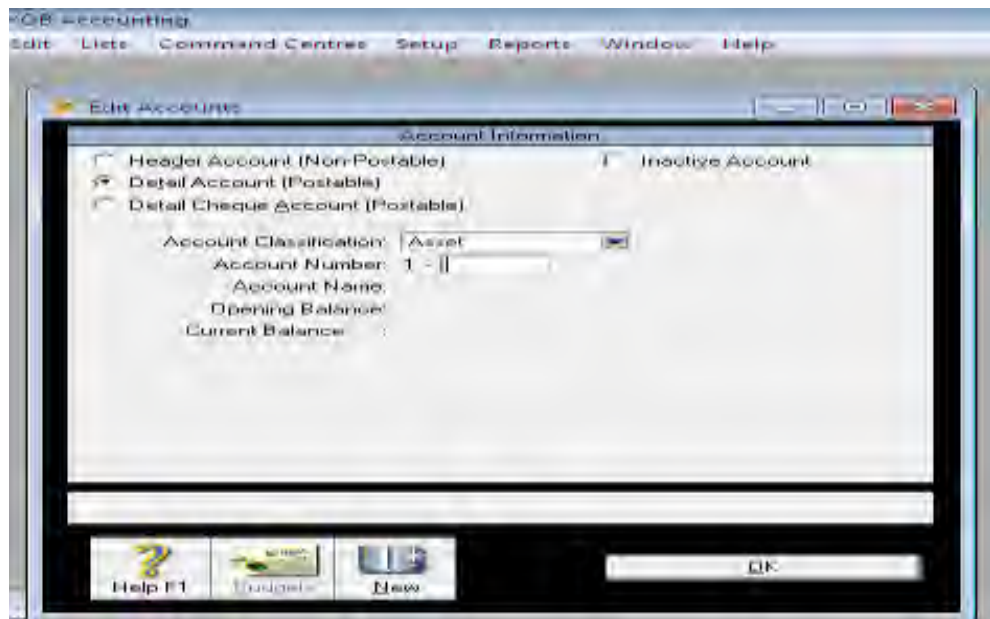 OB Accounting
Edit Lists Command Centres Setup Reports Window Help
Edit Accounts
Account Information
Header Account (Non-Postable) Inactive Account
Detail Account (Postable)
Detail Cheque Account (Postable)
Account Classification: Asset
Account Number: 1 -
Account Name:
Opening Balance:
Current Balance :
Help F1 Budgets New OK